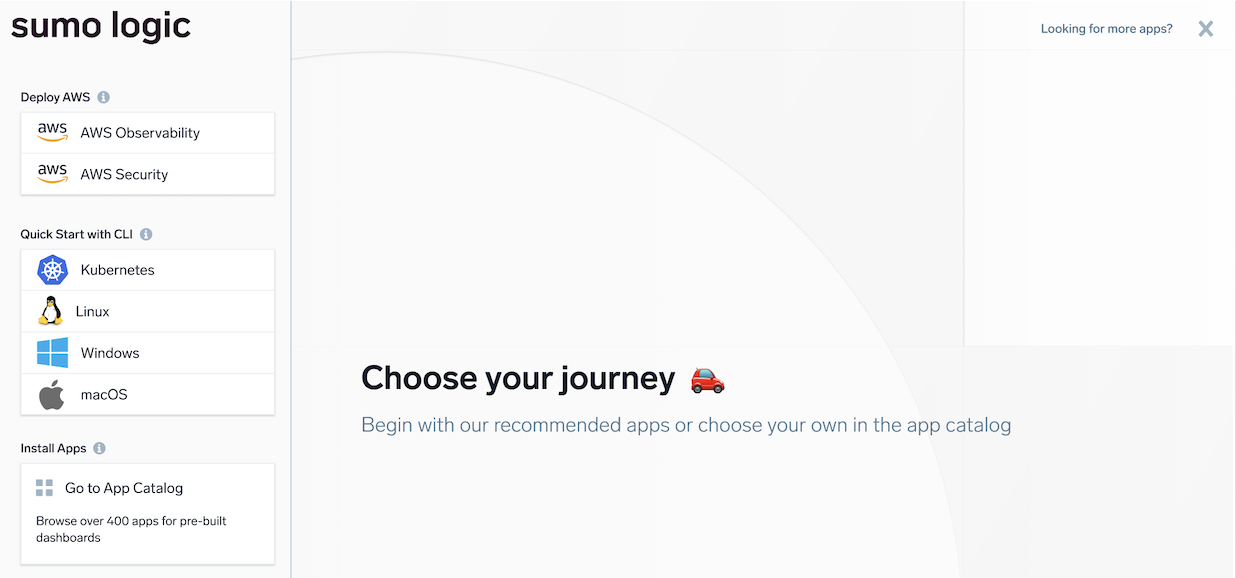 sumo logic
Looking for more apps?
Deploy AWS
aws AWS Observability
aws AWS Security
Quick Start with CLI
Kubernetes
Linux
Windows
macOS
Install Apps
Go to App Catalog
Browse over 400 apps for pre-built
dashboards
Choose your journey
Begin with our recommended apps or choose your own in the app catalog